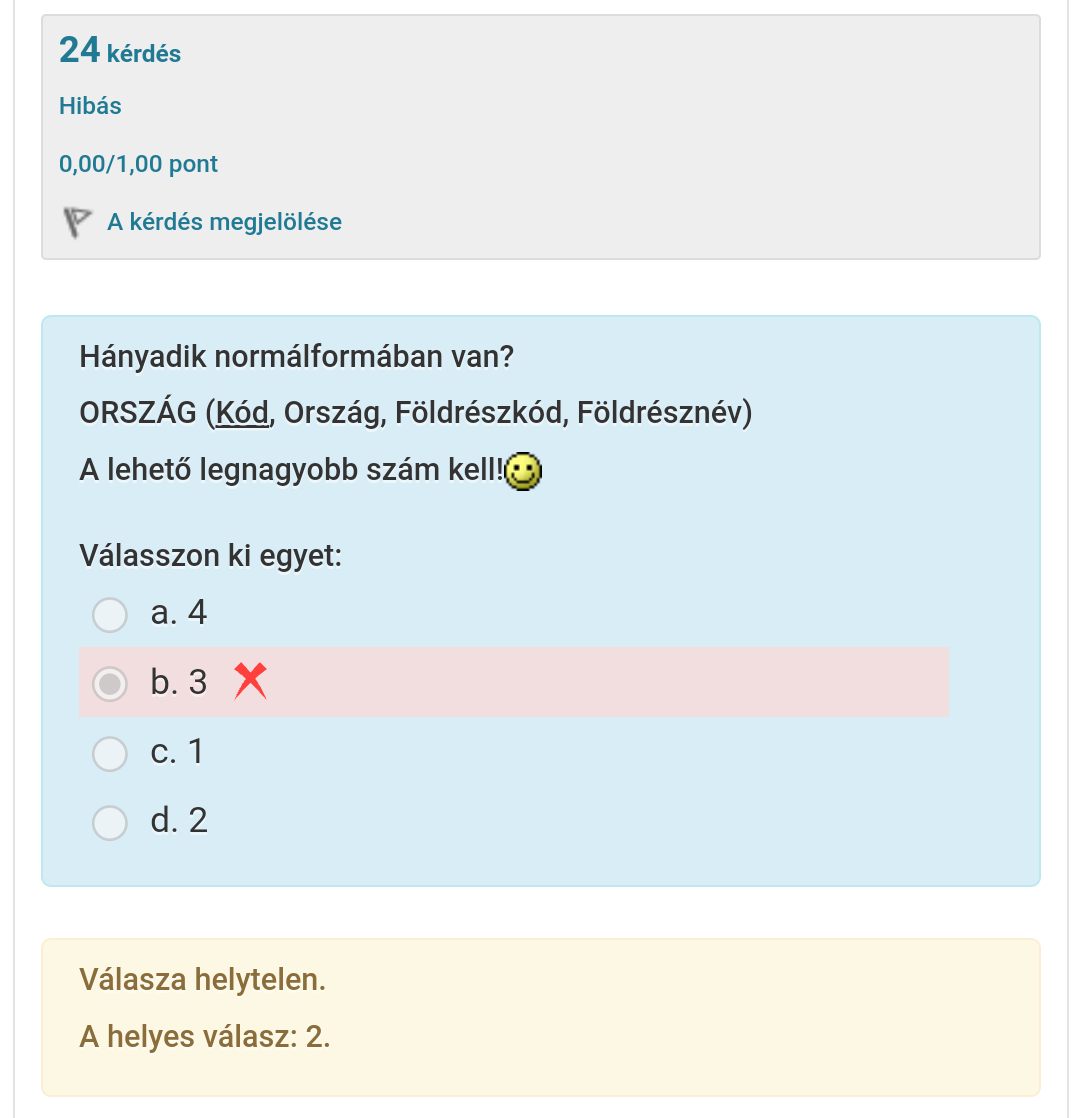 24 kérdés
Hibás
0,00/1,00 pont
A kérdés megjelölése
Hányadik normálformában van?
ORSZÁG (Kód, Ország, Földrészkód, Földrésznév)
A lehető legnagyobb szám kell!
Válasszon ki egyet:
a. 4
b. 3
c. 1
d. 2
Válasza helytelen.
A helyes válasz: 2.